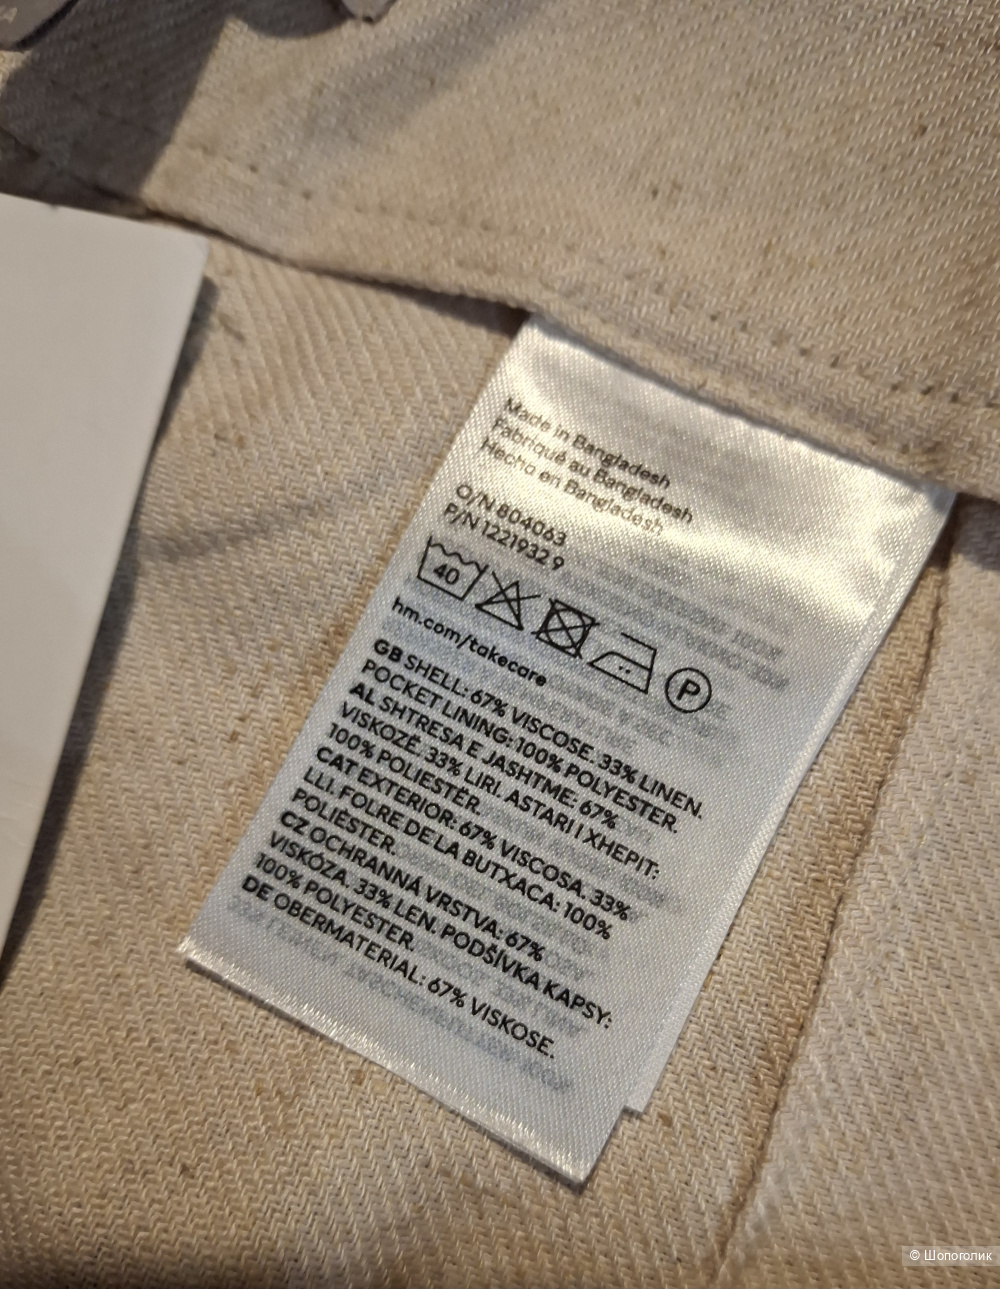 Made in Bangladesh
Fabriqué au Bangladesh
Hecho en Bangladesh
O/N 804063
P/N 1221932 9
40
P
hm.com/takecare
GB SHELL: 67% VISCOSE. 33% LINEN.
POCKET LINING: 100% POLYESTER.
AL SHTRESA E JASHTME: 67%
VISKOZË. 33% LIRI. ASTARI I XHEPIT:
100% POLIESTËR.
CAT EXTERIOR: 67% VISCOSA. 33%
LLI. FOLRE DE LA BUTXACA: 100%
POLIÈSTER.
CZ OCHRANNÁ VRSTVA: 67%
VISKÓZA. 33% LEN. PODŠÍVKA KAPSY:
100% POLYESTER.
DE OBERMATERIAL: 67% VISKOSE.
© Шопоголик